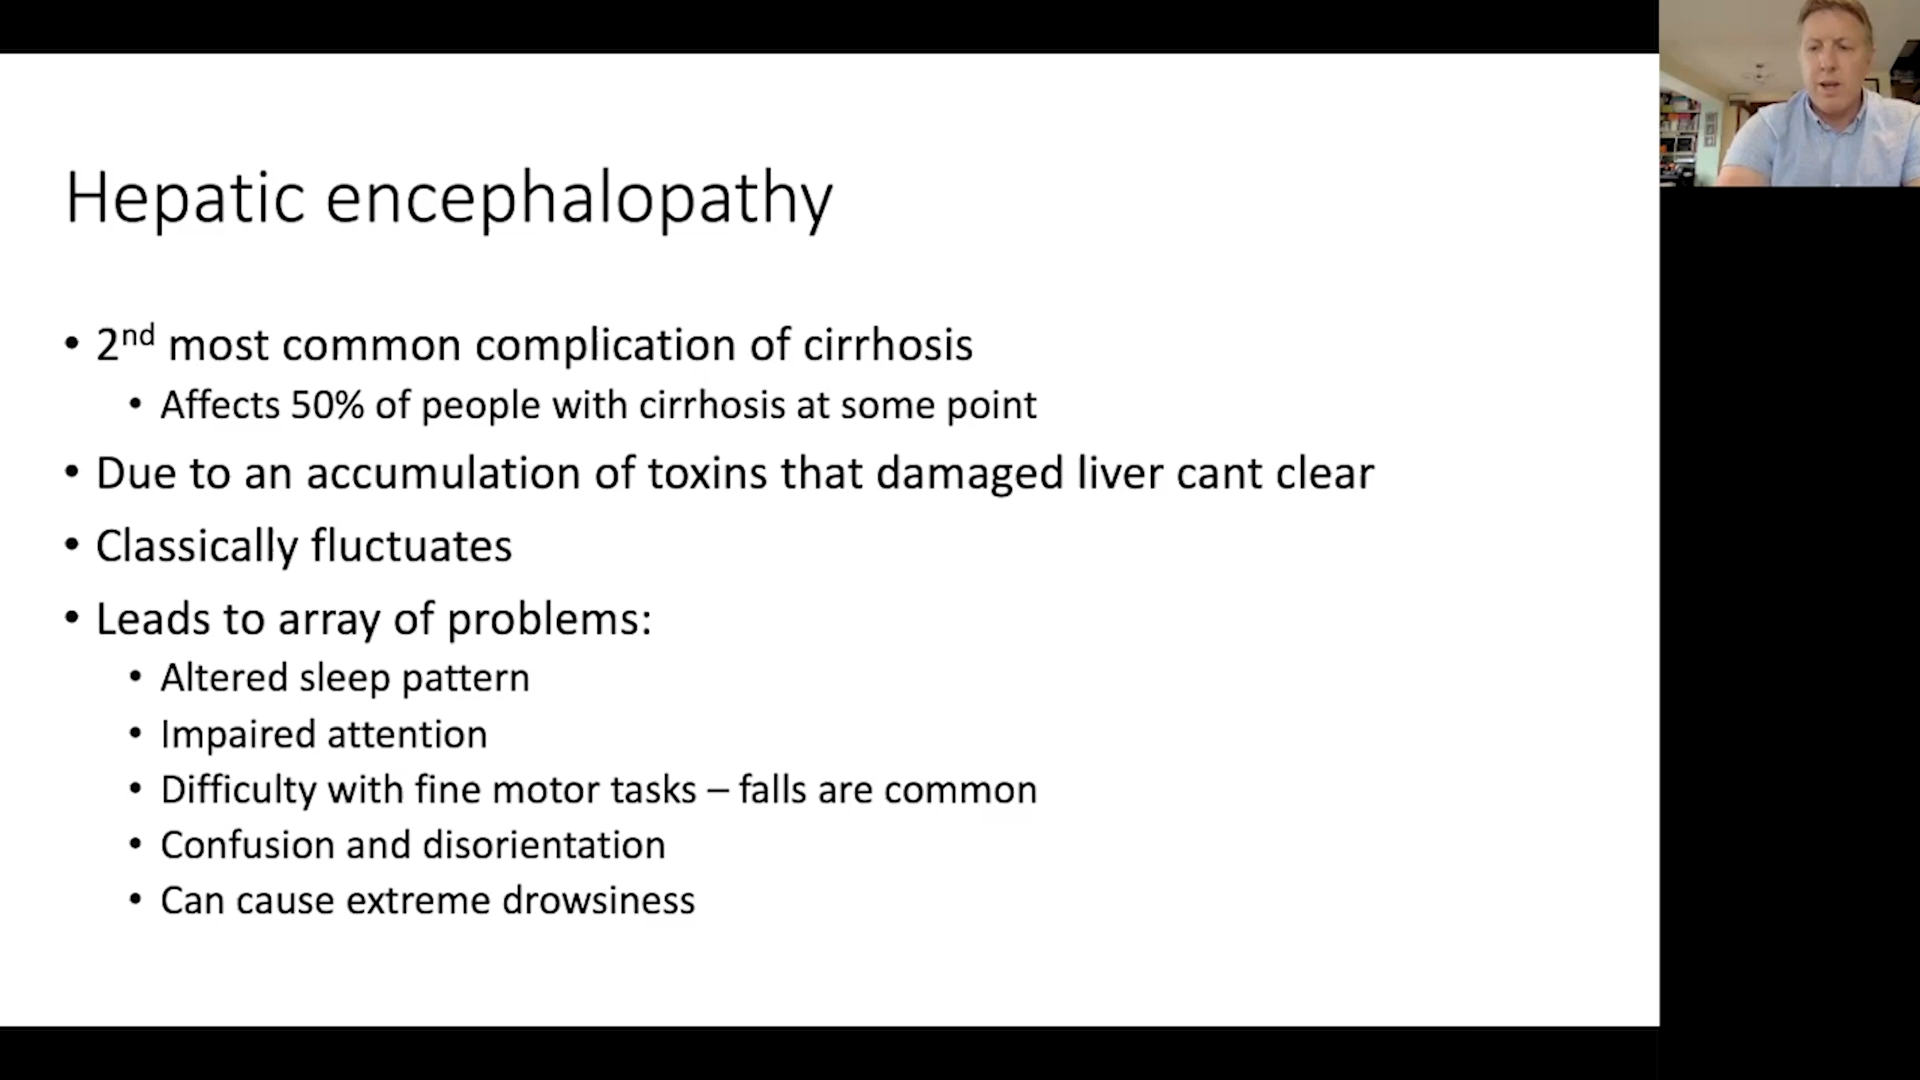 Hepatic encephalopathy
• 2nd most common complication of cirrhosis
• Affects 50% of people with cirrhosis at some point
• Due to an accumulation of toxins that damaged liver cant clear
• Classically fluctuates
• Leads to array of problems:
• Altered sleep pattern
• Impaired attention
• Difficulty with fine motor tasks – falls are common
• Confusion and disorientation
• Can cause extreme drowsiness